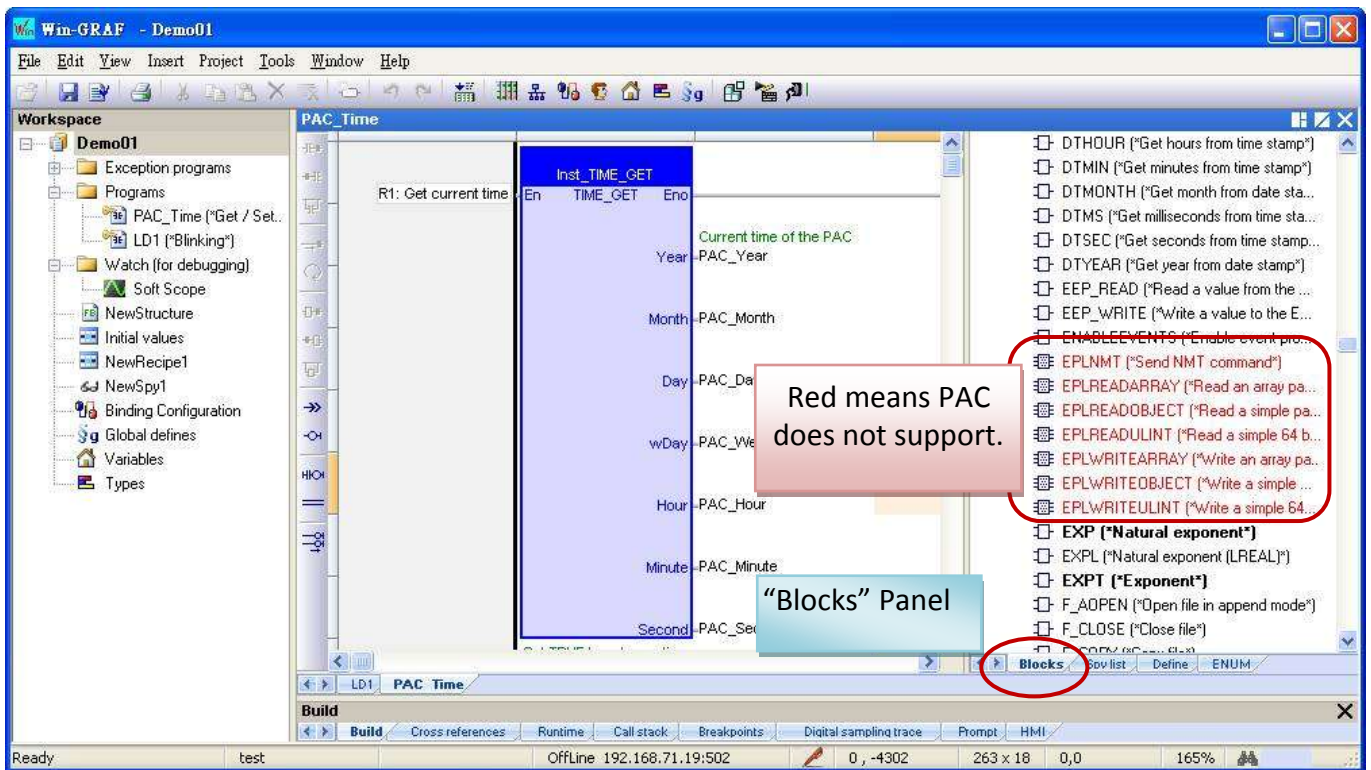 Win-GRAF - Demo01
File Edit View Insert Project Tools Window Help
Workspace
Demo01
Exception programs
Programs
PAC_Time (*Get / Set..
LD1 (*Blinking*)
Watch (for debugging)
Soft Scope
NewStructure
Initial values
NewRecipe1
NewSpy1
Binding Configuration
Global defines
Variables
Types
PAC_Time
R1: Get current time
Inst_TIME_GET
En TIME_GET Eno
Current time of the PAC
Year PAC_Year
Month PAC_Month
Day PAC_Da
wDay PAC_We
Hour PAC_Hour
Minute PAC_Minute
Second PAC_Sec
Red means PAC
does not support.
"Blocks" Panel
DTHOUR (*Get hours from time stamp*)
DTMIN (*Get minutes from time stamp*)
DTMONTH (*Get month from date sta...
DTMS (*Get milliseconds from time sta...
DTSEC (*Get seconds from time stamp...
DTYEAR (*Get year from date stamp*)
EEP_READ (*Read a value from the ...
EEP_WRITE (*Write a value to the E...
ENABLEEVENTS (*Enable event pro...
EPLNMT (*Send NMT command*)
EPLREADARRAY (*Read an array pa...
EPLREADOBJECT (*Read a simple pa...
EPLREADULINT (*Read a simple 64 b...
EPLWRITEARRAY (*Write an array pa..
EPLWRITEOBJECT (*Write a simple ...
EPLWRITEULINT (*Write a simple 64...
EXP (*Natural exponent*)
EXPL (*Natural exponent (LREAL)*)
EXPT (*Exponent*)
F_AOPEN (*Open file in append mode*)
F_CLOSE (*Close file*)
Blocks Spy list Define ENUM
LD1 PAC_Time
Build
Build Cross references Runtime Call stack Breakpoints Digital sampling trace Prompt HMI
Ready test OffLine 192.168.71.19:502 0 , -4302 263 x 18 0,0 165%